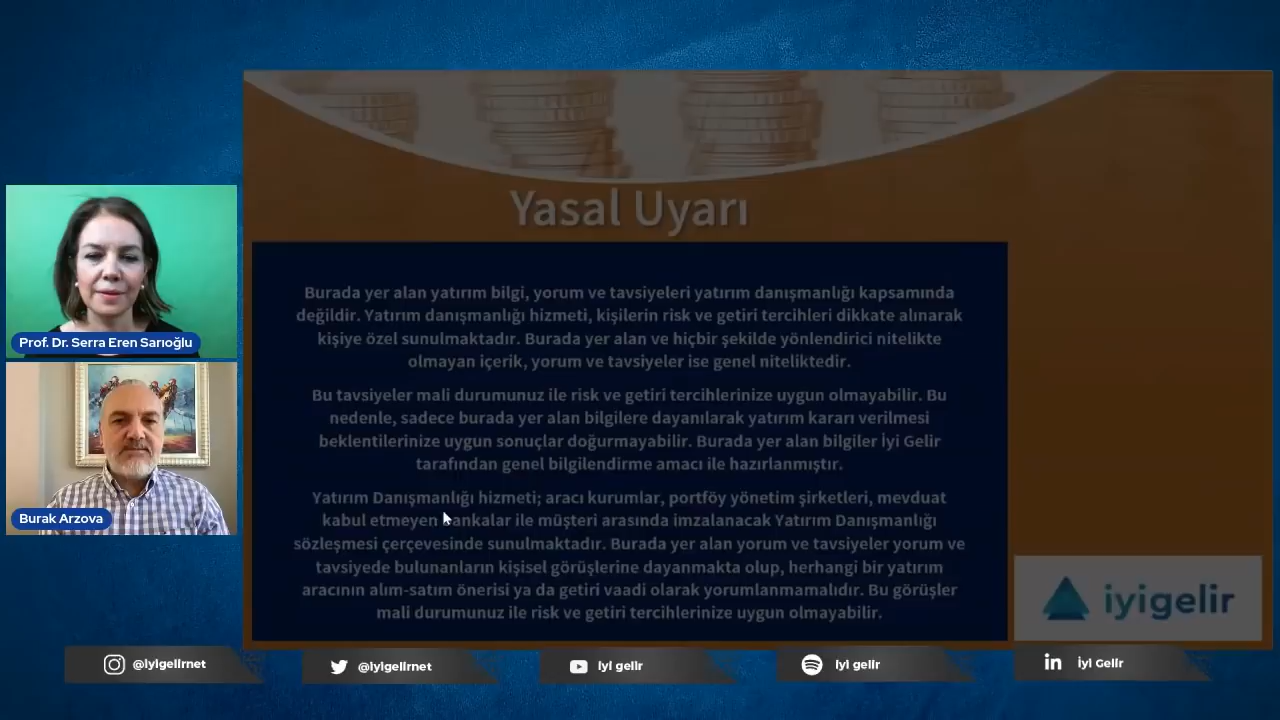 Yasal Uyarı
Burada yer alan yatırım bilgi, yorum ve tavsiyeleri yatırım danışmanlığı kapsamında
değildir. Yatırım danışmanlığı hizmeti, kişilerin risk ve getiri tercihleri dikkate alınarak
kişiye özel sunulmaktadır. Burada yer alan ve hiçbir şekilde yönlendirici nitelikte
olmayan içerik, yorum ve tavsiyeler ise genel niteliktedir.
Bu tavsiyeler mali durumunuz ile risk ve getiri tercihlerinize uygun olmayabilir. Bu
nedenle, sadece burada yer alan bilgilere dayanılarak yatırım kararı verilmesi
beklentilerinize uygun sonuçlar doğurmayabilir. Burada yer alan bilgiler İyi Gelir
tarafından genel bilgilendirme amacı ile hazırlanmıştır.
Yatırım Danışmanlığı hizmeti; aracı kurumlar, portföy yönetim şirketleri, mevduat
kabul etmeyen bankalar ile müşteri arasında imzalanacak Yatırım Danışmanlığı
sözleşmesi çerçevesinde sunulmaktadır. Burada yer alan yorum ve tavsiyeler yorum ve
tavsiyede bulunanların kişisel görüşlerine dayanmakta olup, herhangi bir yatırım
aracının alım-satım önerisi ya da getiri vaadi olarak yorumlanmamalıdır. Bu görüşler
mali durumunuz ile risk ve getiri tercihlerinize uygun olmayabilir.
Prof. Dr. Serra Eren Sarıoğlu
Burak Arzova
iyigelir
@iyigelirnet
@iyigelirnet
iyi gelir
iyi gelir
İyi Gelir